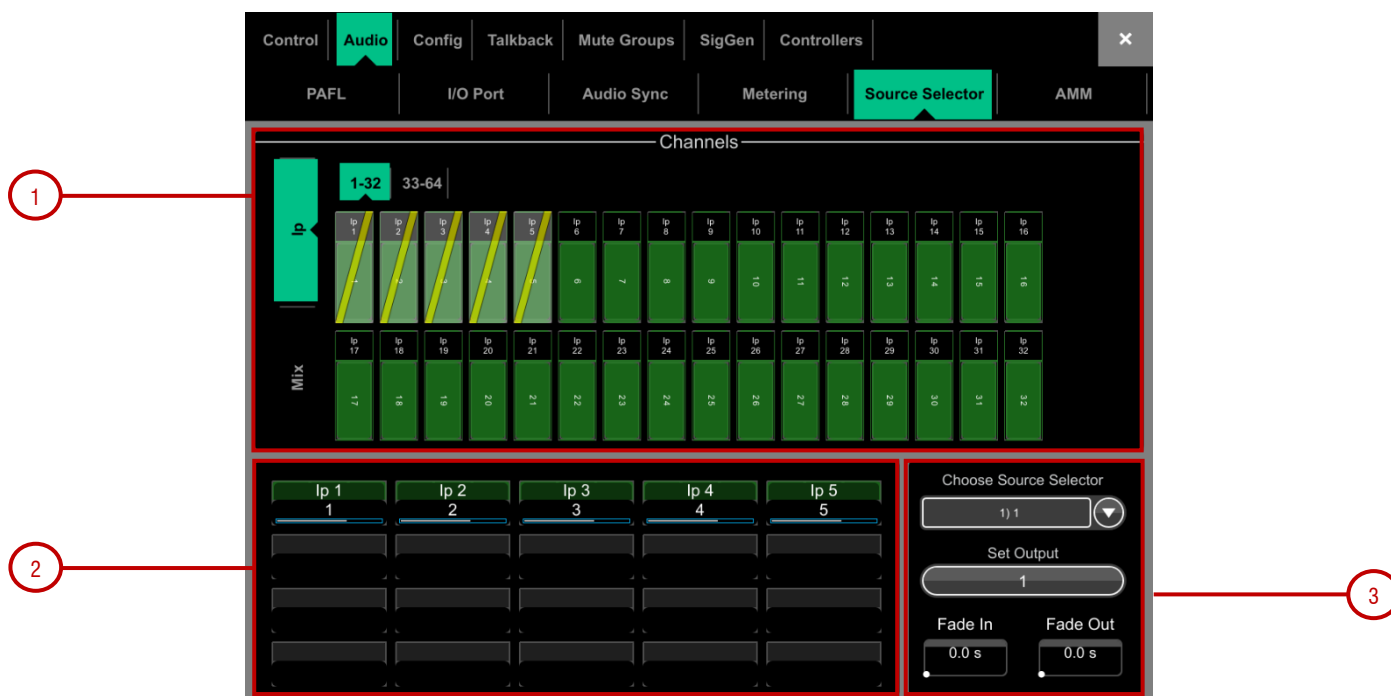 Control Audio Config Talkback Mute Groups SigGen Controllers ×
PAFL I/O Port Audio Sync Metering Source Selector AMM
Channels
1
Ip
1-32 33-64
Ip 1 Ip 2 Ip 3 Ip 4 Ip 5 Ip 6 Ip 7 Ip 8 Ip 9 Ip 10 Ip 11 Ip 12 Ip 13 Ip 14 Ip 15 Ip 16
1 2 3 4 5 6 7 8 9 10 11 12 13 14 15 16
Mix
Ip 17 Ip 18 Ip 19 Ip 20 Ip 21 Ip 22 Ip 23 Ip 24 Ip 25 Ip 26 Ip 27 Ip 28 Ip 29 Ip 30 Ip 31 Ip 32
17 18 19 20 21 22 23 24 25 26 27 28 29 30 31 32
2
Ip 1 Ip 2 Ip 3 Ip 4 Ip 5
1 2 3 4 5
Choose Source Selector
1) 1
Set Output
1
Fade In Fade Out
0.0 s 0.0 s
3